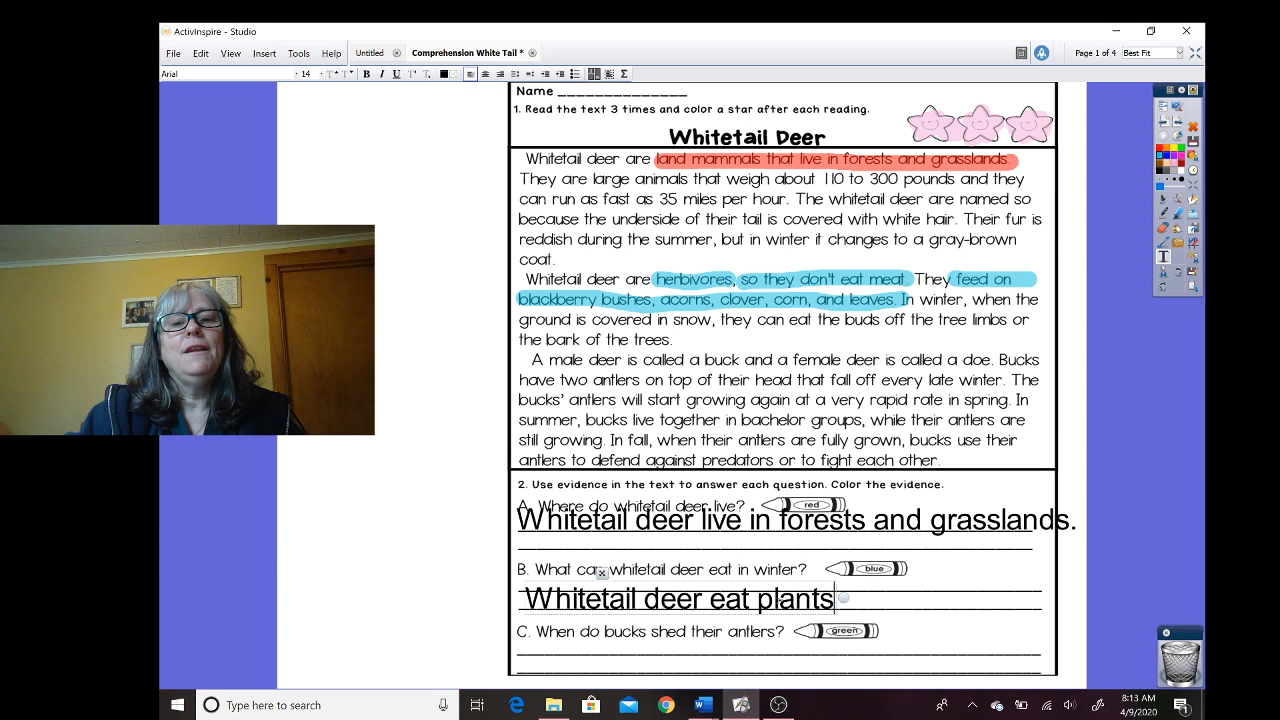 ActivInspire - Studio
File Edit View Insert Tools Help Untitled Comprehension White Tail * Page 1 of 4 Best Fit
Arial 14 B I U
Name ______________
1. Read the text 3 times and color a star after each reading.
Whitetail Deer
Whitetail deer are land mammals that live in forests and grasslands.
They are large animals that weigh about 110 to 300 pounds and they
can run as fast as 35 miles per hour. The whitetail deer are named so
because the underside of their tail is covered with white hair. Their fur is
reddish during the summer, but in winter it changes to a gray-brown
coat.
Whitetail deer are herbivores, so they don't eat meat. They feed on
blackberry bushes, acorns, clover, corn, and leaves. In winter, when the
ground is covered in snow, they can eat the buds off the tree limbs or
the bark of the trees.
A male deer is called a buck and a female deer is called a doe. Bucks
have two antlers on top of their head that fall off every late winter. The
bucks' antlers will start growing again at a very rapid rate in spring. In
summer, bucks live together in bachelor groups, while their antlers are
still growing. In fall, when their antlers are fully grown, bucks use their
antlers to defend against predators or to fight each other.
2. Use evidence in the text to answer each question. Color the evidence.
A. Where do whitetail deer live? red
Whitetail deer live in forests and grasslands.
B. What can whitetail deer eat in winter? blue
Whitetail deer eat plants
C. When do bucks shed their antlers? green
Type here to search
8:13 AM
4/9/2020